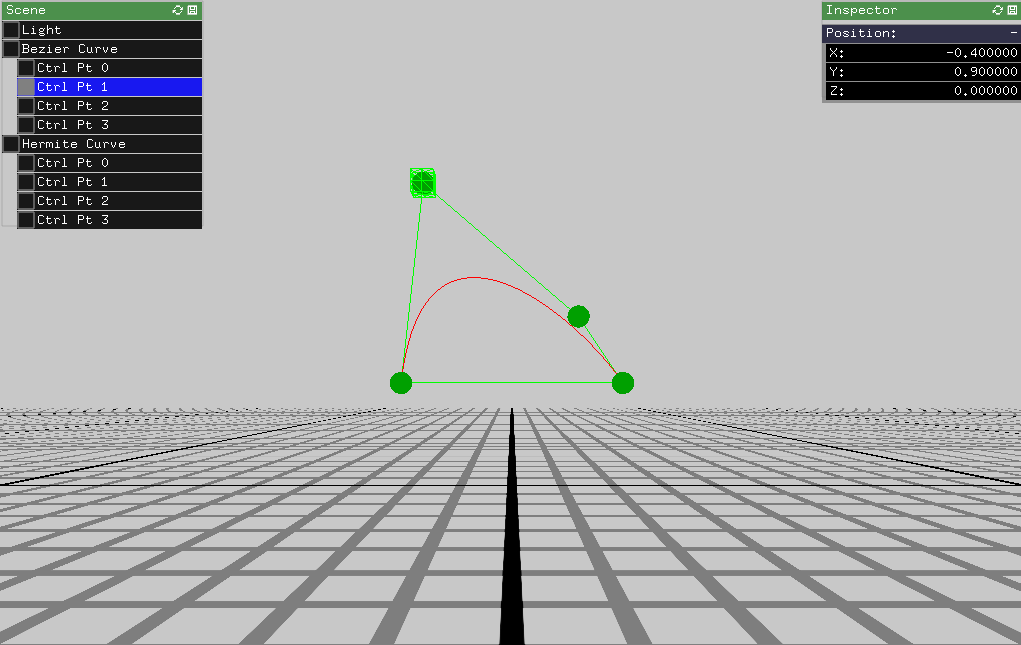 Scene
Light
Bezier Curve
Ctrl Pt 0
Ctrl Pt 1
Ctrl Pt 2
Ctrl Pt 3
Hermite Curve
Ctrl Pt 0
Ctrl Pt 1
Ctrl Pt 2
Ctrl Pt 3
Inspector
Position: -
X: -0.400000
Y: 0.900000
Z: 0.000000